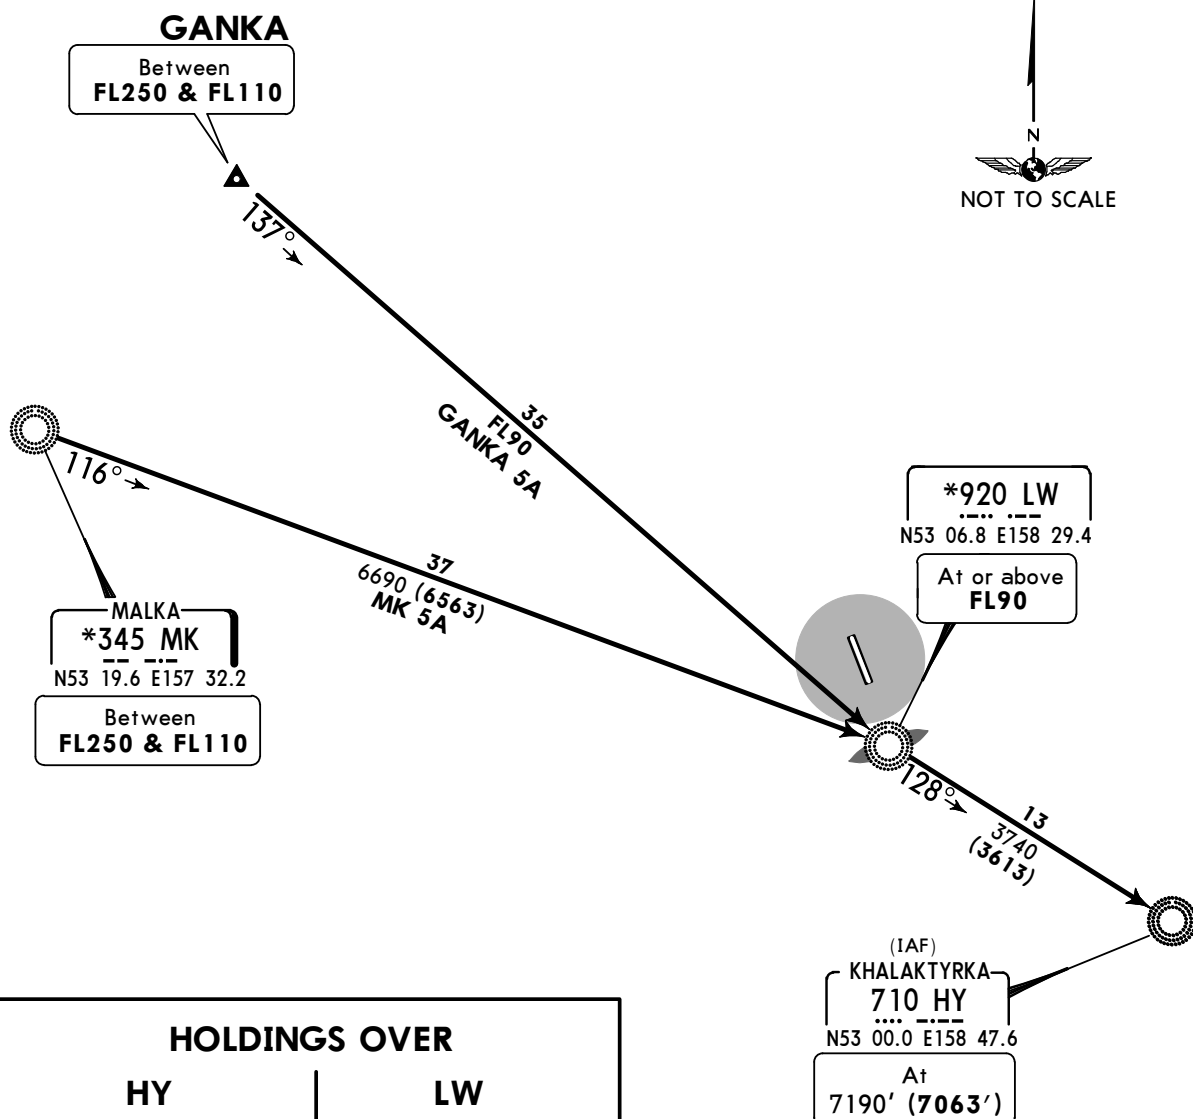 GANKA
Between
FL250 & FL110
N
NOT TO SCALE
137°
35
FL90
GANKA 5A
116°
37
6690 (6563)
MK 5A
*920 LW
N53 06.8 E158 29.4
At or above
FL90
MALKA
*345 MK
N53 19.6 E157 32.2
Between
FL250 & FL110
128°
13
3740
(3613)
(IAF)
KHALAKTYRKA
710 HY
N53 00.0 E158 47.6
At
7190' (7063')
HOLDINGS OVER
HY
LW